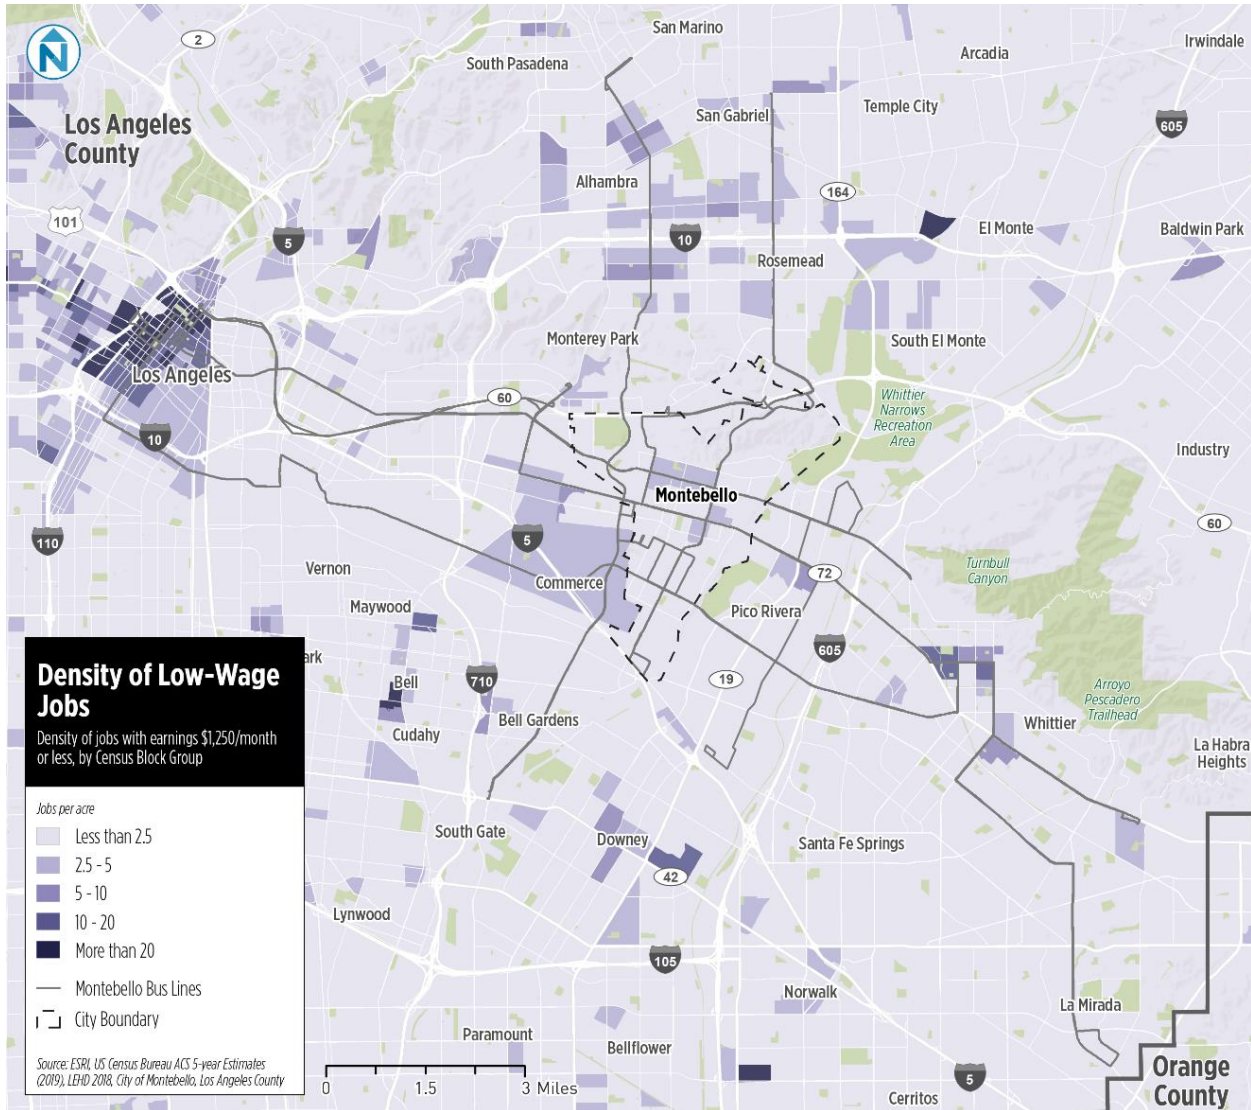 N
2
San Marino
Arcadia
Irwindale
South Pasadena
Temple City
San Gabriel
Los Angeles
County
605
Alhambra
164
101
5
10
El Monte
Baldwin Park
Rosemead
Monterey Park
South El Monte
Los Angeles
60
Whittier
Narrows
Recreation
Area
10
Industry
Montebello
60
110
5
Vernon
Commerce
72
Turnbull
Canyon
Maywood
Pico Rivera
605
ark
Bell
710
19
Arroyo
Pescadero
Trailhead
Bell Gardens
Whittier
Cudahy
La Habra
Heights
South Gate
Downey
Santa Fe Springs
42
Lynwood
105
Norwalk
La Mirada
Paramount
Bellflower
5
Cerritos
Orange
County
Density of Low-Wage
Jobs
Density of jobs with earnings $1,250/month
or less, by Census Block Group
Jobs per acre
Less than 2.5
2.5 - 5
5 - 10
10 - 20
More than 20
Montebello Bus Lines
City Boundary
Source: ESRI, US Census Bureau ACS 5-year Estimates
(2019), LEHD 2018, City of Montebello, Los Angeles County
0 1.5 3 Miles